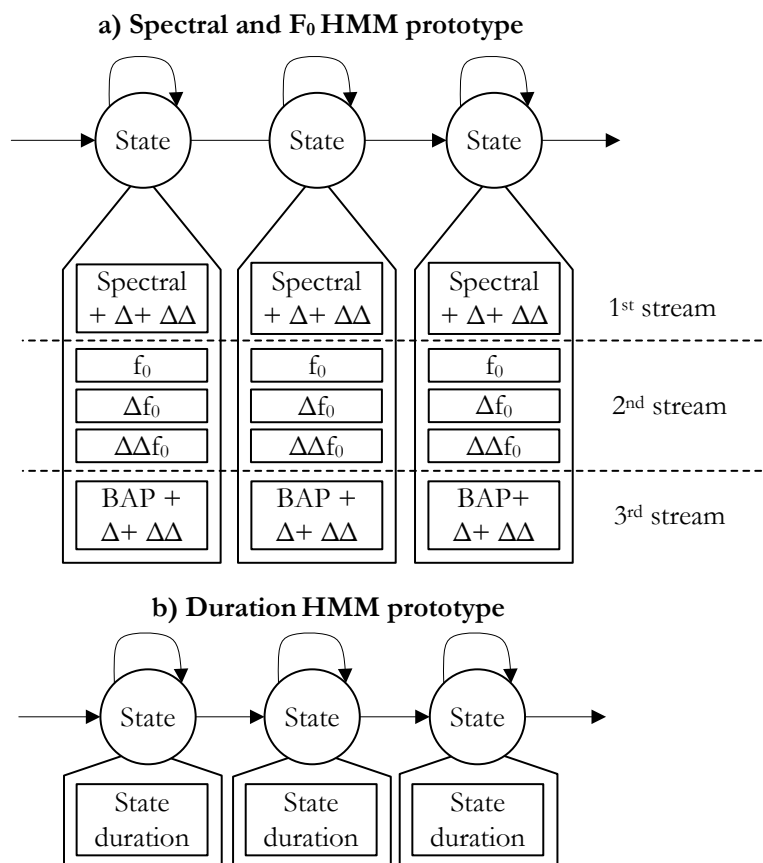 a) Spectral and F₀ HMM prototype
State State State
Spectral Spectral Spectral
+ Δ+ ΔΔ + Δ+ ΔΔ + Δ+ ΔΔ
1st stream
f₀ f₀ f₀
Δf₀ Δf₀ Δf₀
2nd stream
ΔΔf₀ ΔΔf₀ ΔΔf₀
BAP + BAP + BAP+
Δ+ ΔΔ Δ+ ΔΔ Δ+ ΔΔ
3rd stream
b) Duration HMM prototype
State State State
State State State
duration duration duration